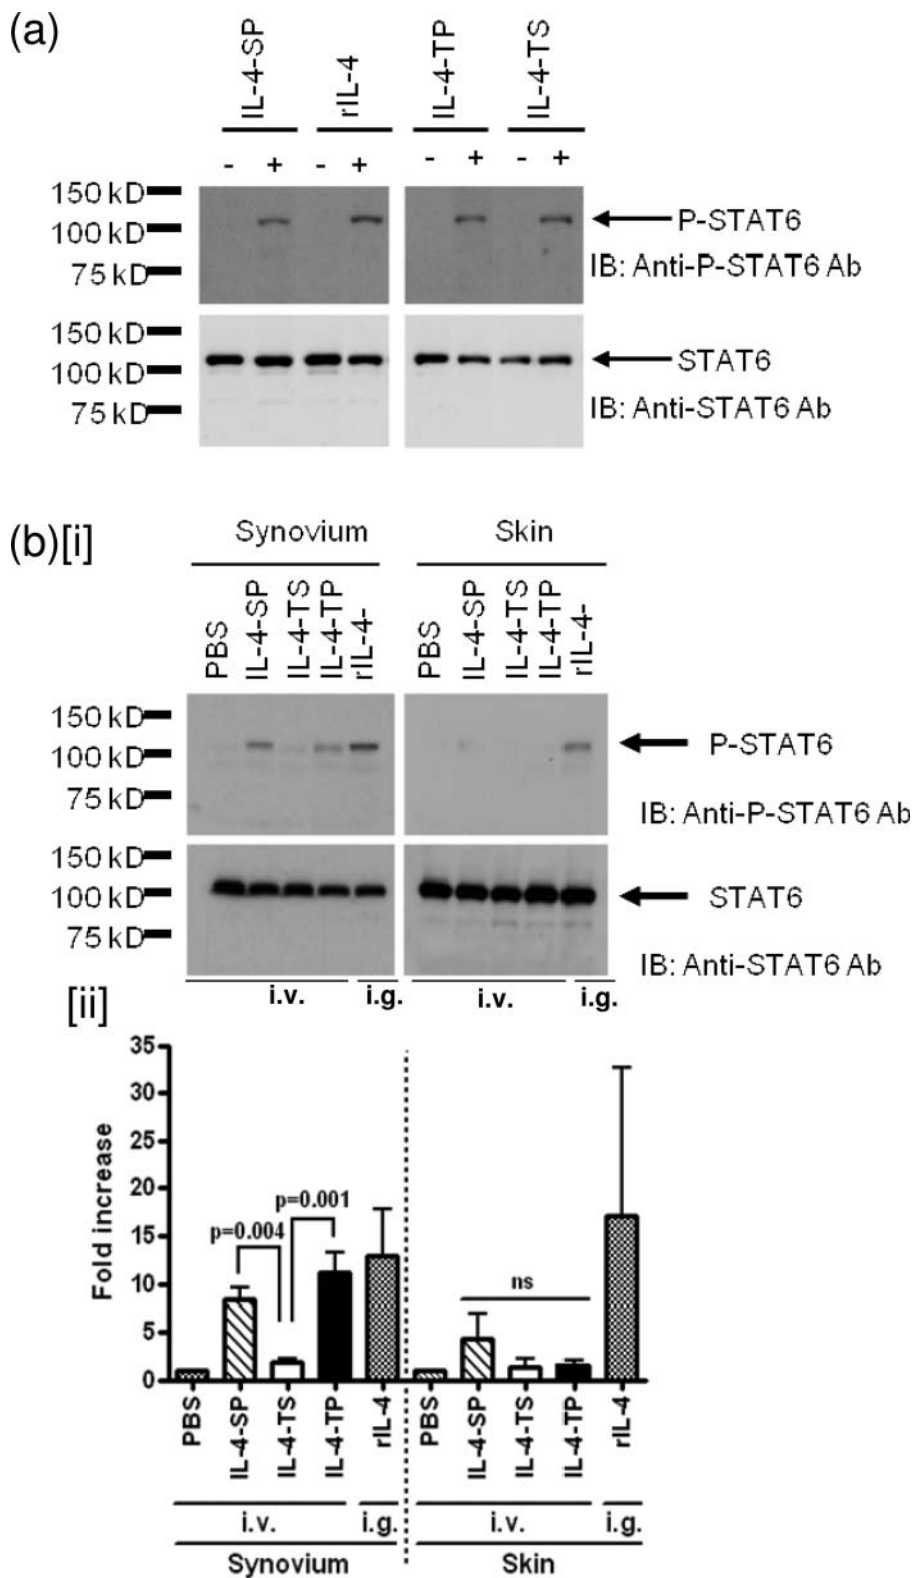 (a)
IL-4-SP
rIL-4
IL-4-TP
IL-4-TS
- + - + - + - +
150 kD
100 kD
75 kD
P-STAT6
IB: Anti-P-STAT6 Ab
150 kD
100 kD
75 kD
STAT6
IB: Anti-STAT6 Ab
(b)[i]
Synovium Skin
PBS
IL-4-SP
IL-4-TS
IL-4-TP
rIL-4-
PBS
IL-4-SP
IL-4-TS
IL-4-TP
rIL-4-
150 kD
100 kD
75 kD
P-STAT6
IB: Anti-P-STAT6 Ab
150 kD
100 kD
75 kD
STAT6
IB: Anti-STAT6 Ab
i.v. i.g. i.v. i.g.
[ii]
Fold increase
35
30
25
20
15
10
5
0
p=0.004
p=0.001
ns
PBS
IL-4-SP
IL-4-TS
IL-4-TP
rIL-4
PBS
IL-4-SP
IL-4-TS
IL-4-TP
rIL-4
i.v. i.g. i.v. i.g.
Synovium Skin